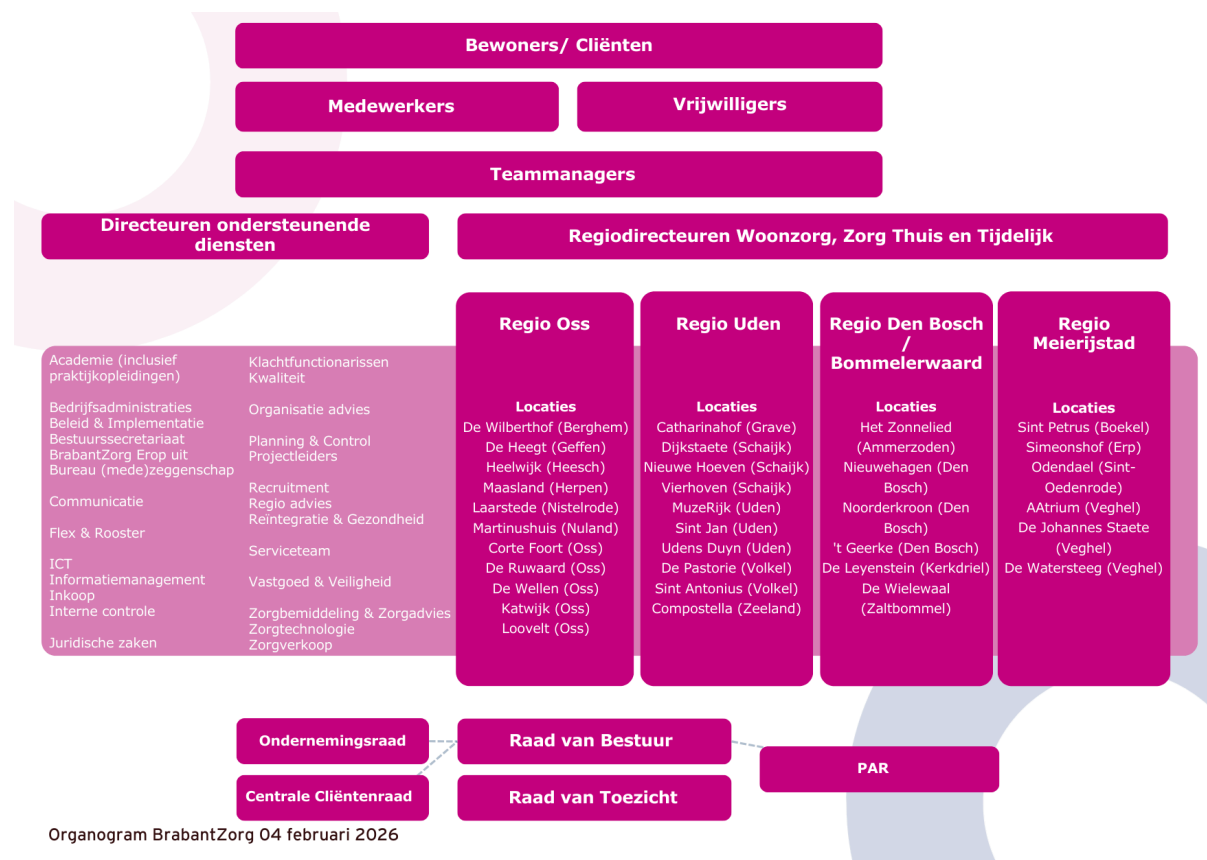 Bewoners/ Cliënten
Medewerkers
Vrijwilligers
Teammanagers
Directeuren ondersteunende
diensten
Regiodirecteuren Woonzorg, Zorg Thuis en Tijdelijk
Academie (inclusief
praktijkopleidingen)
Bedrijfsadministraties
Beleid & Implementatie
Bestuurssecretariaat
BrabantZorg Erop uit
Bureau (mede)zeggenschap
Communicatie
Flex & Rooster
ICT
Informatiemanagement
Inkoop
Interne controle
Juridische zaken
Klachtfunctionarissen
Kwaliteit
Organisatie advies
Planning & Control
Projectleiders
Recruitment
Regio advies
Reïntegratie & Gezondheid
Serviceteam
Vastgoed & Veiligheid
Zorgbemiddeling & Zorgadvies
Zorgtechnologie
Zorgverkoop
Regio Oss
Locaties
De Wilberthof (Berghem)
De Heegt (Geffen)
Heelwijk (Heesch)
Maasland (Herpen)
Laarstede (Nistelrode)
Martinushuis (Nuland)
Corte Foort (Oss)
De Ruwaard (Oss)
De Wellen (Oss)
Katwijk (Oss)
Loovelt (Oss)
Regio Uden
Locaties
Catharinahof (Grave)
Dijkstaete (Schaijk)
Nieuwe Hoeven (Schaijk)
Vierhoven (Schaijk)
MuzeRijk (Uden)
Sint Jan (Uden)
Udens Duyn (Uden)
De Pastorie (Volkel)
Sint Antonius (Volkel)
Compostella (Zeeland)
Regio Den Bosch
/
Bommelerwaard
Locaties
Het Zonnelied
(Ammerzoden)
Nieuwehagen (Den
Bosch)
Noorderkroon (Den
Bosch)
't Geerke (Den Bosch)
De Leyenstein (Kerkdriel)
De Wielewaal
(Zaltbommel)
Regio
Meierijstad
Locaties
Sint Petrus (Boekel)
Simeonshof (Erp)
Odendael (Sint-
Oedenrode)
AAtrium (Veghel)
De Johannes Staete
(Veghel)
De Watersteeg (Veghel)
Ondernemingsraad
Raad van Bestuur
PAR
Centrale Cliëntenraad
Raad van Toezicht
Organogram BrabantZorg 04 februari 2026